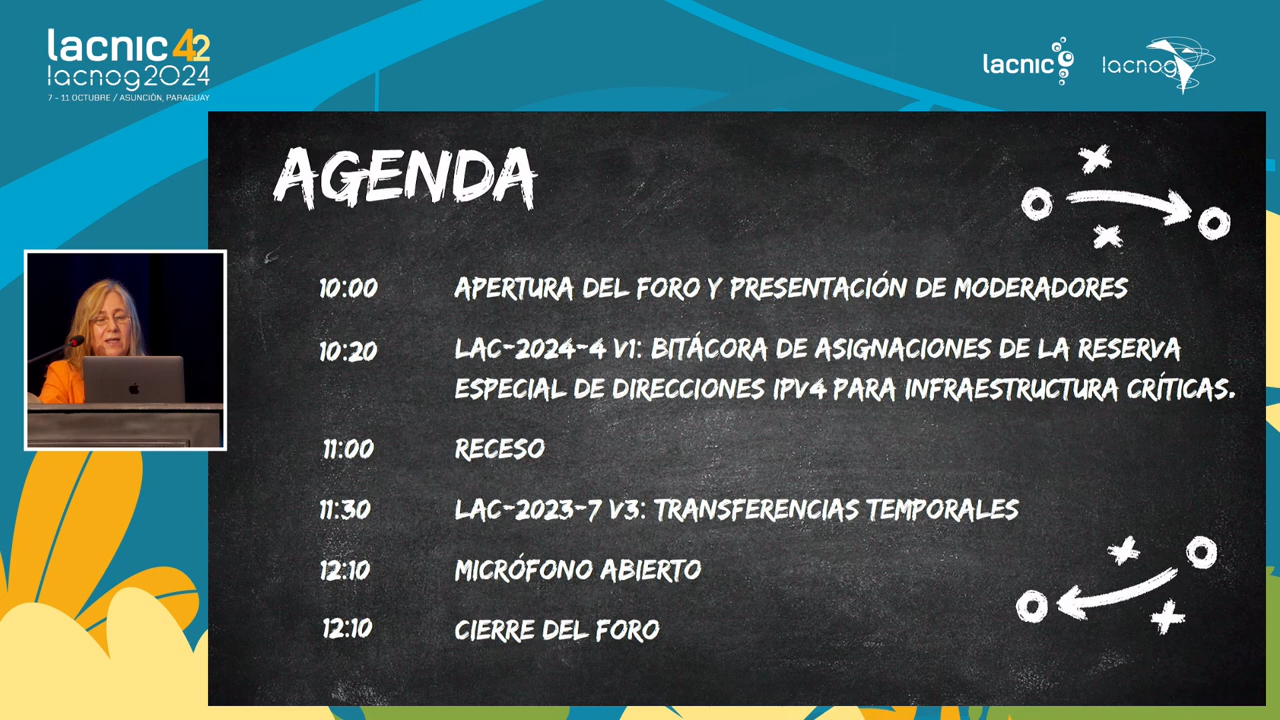 lacnic 42
lacnog2024
7 - 11 OCTUBRE / ASUNCIÓN, PARAGUAY
lacnic
lacnog
AGENDA
10:00 APERTURA DEL FORO Y PRESENTACIÓN DE MODERADORES
10:20 LAC-2024-4 V1: BITÁCORA DE ASIGNACIONES DE LA RESERVA
ESPECIAL DE DIRECCIONES IPV4 PARA INFRAESTRUCTURA CRÍTICAS.
11:00 RECESO
11:30 LAC-2023-7 V3: TRANSFERENCIAS TEMPORALES
12:10 MICRÓFONO ABIERTO
12:10 CIERRE DEL FORO